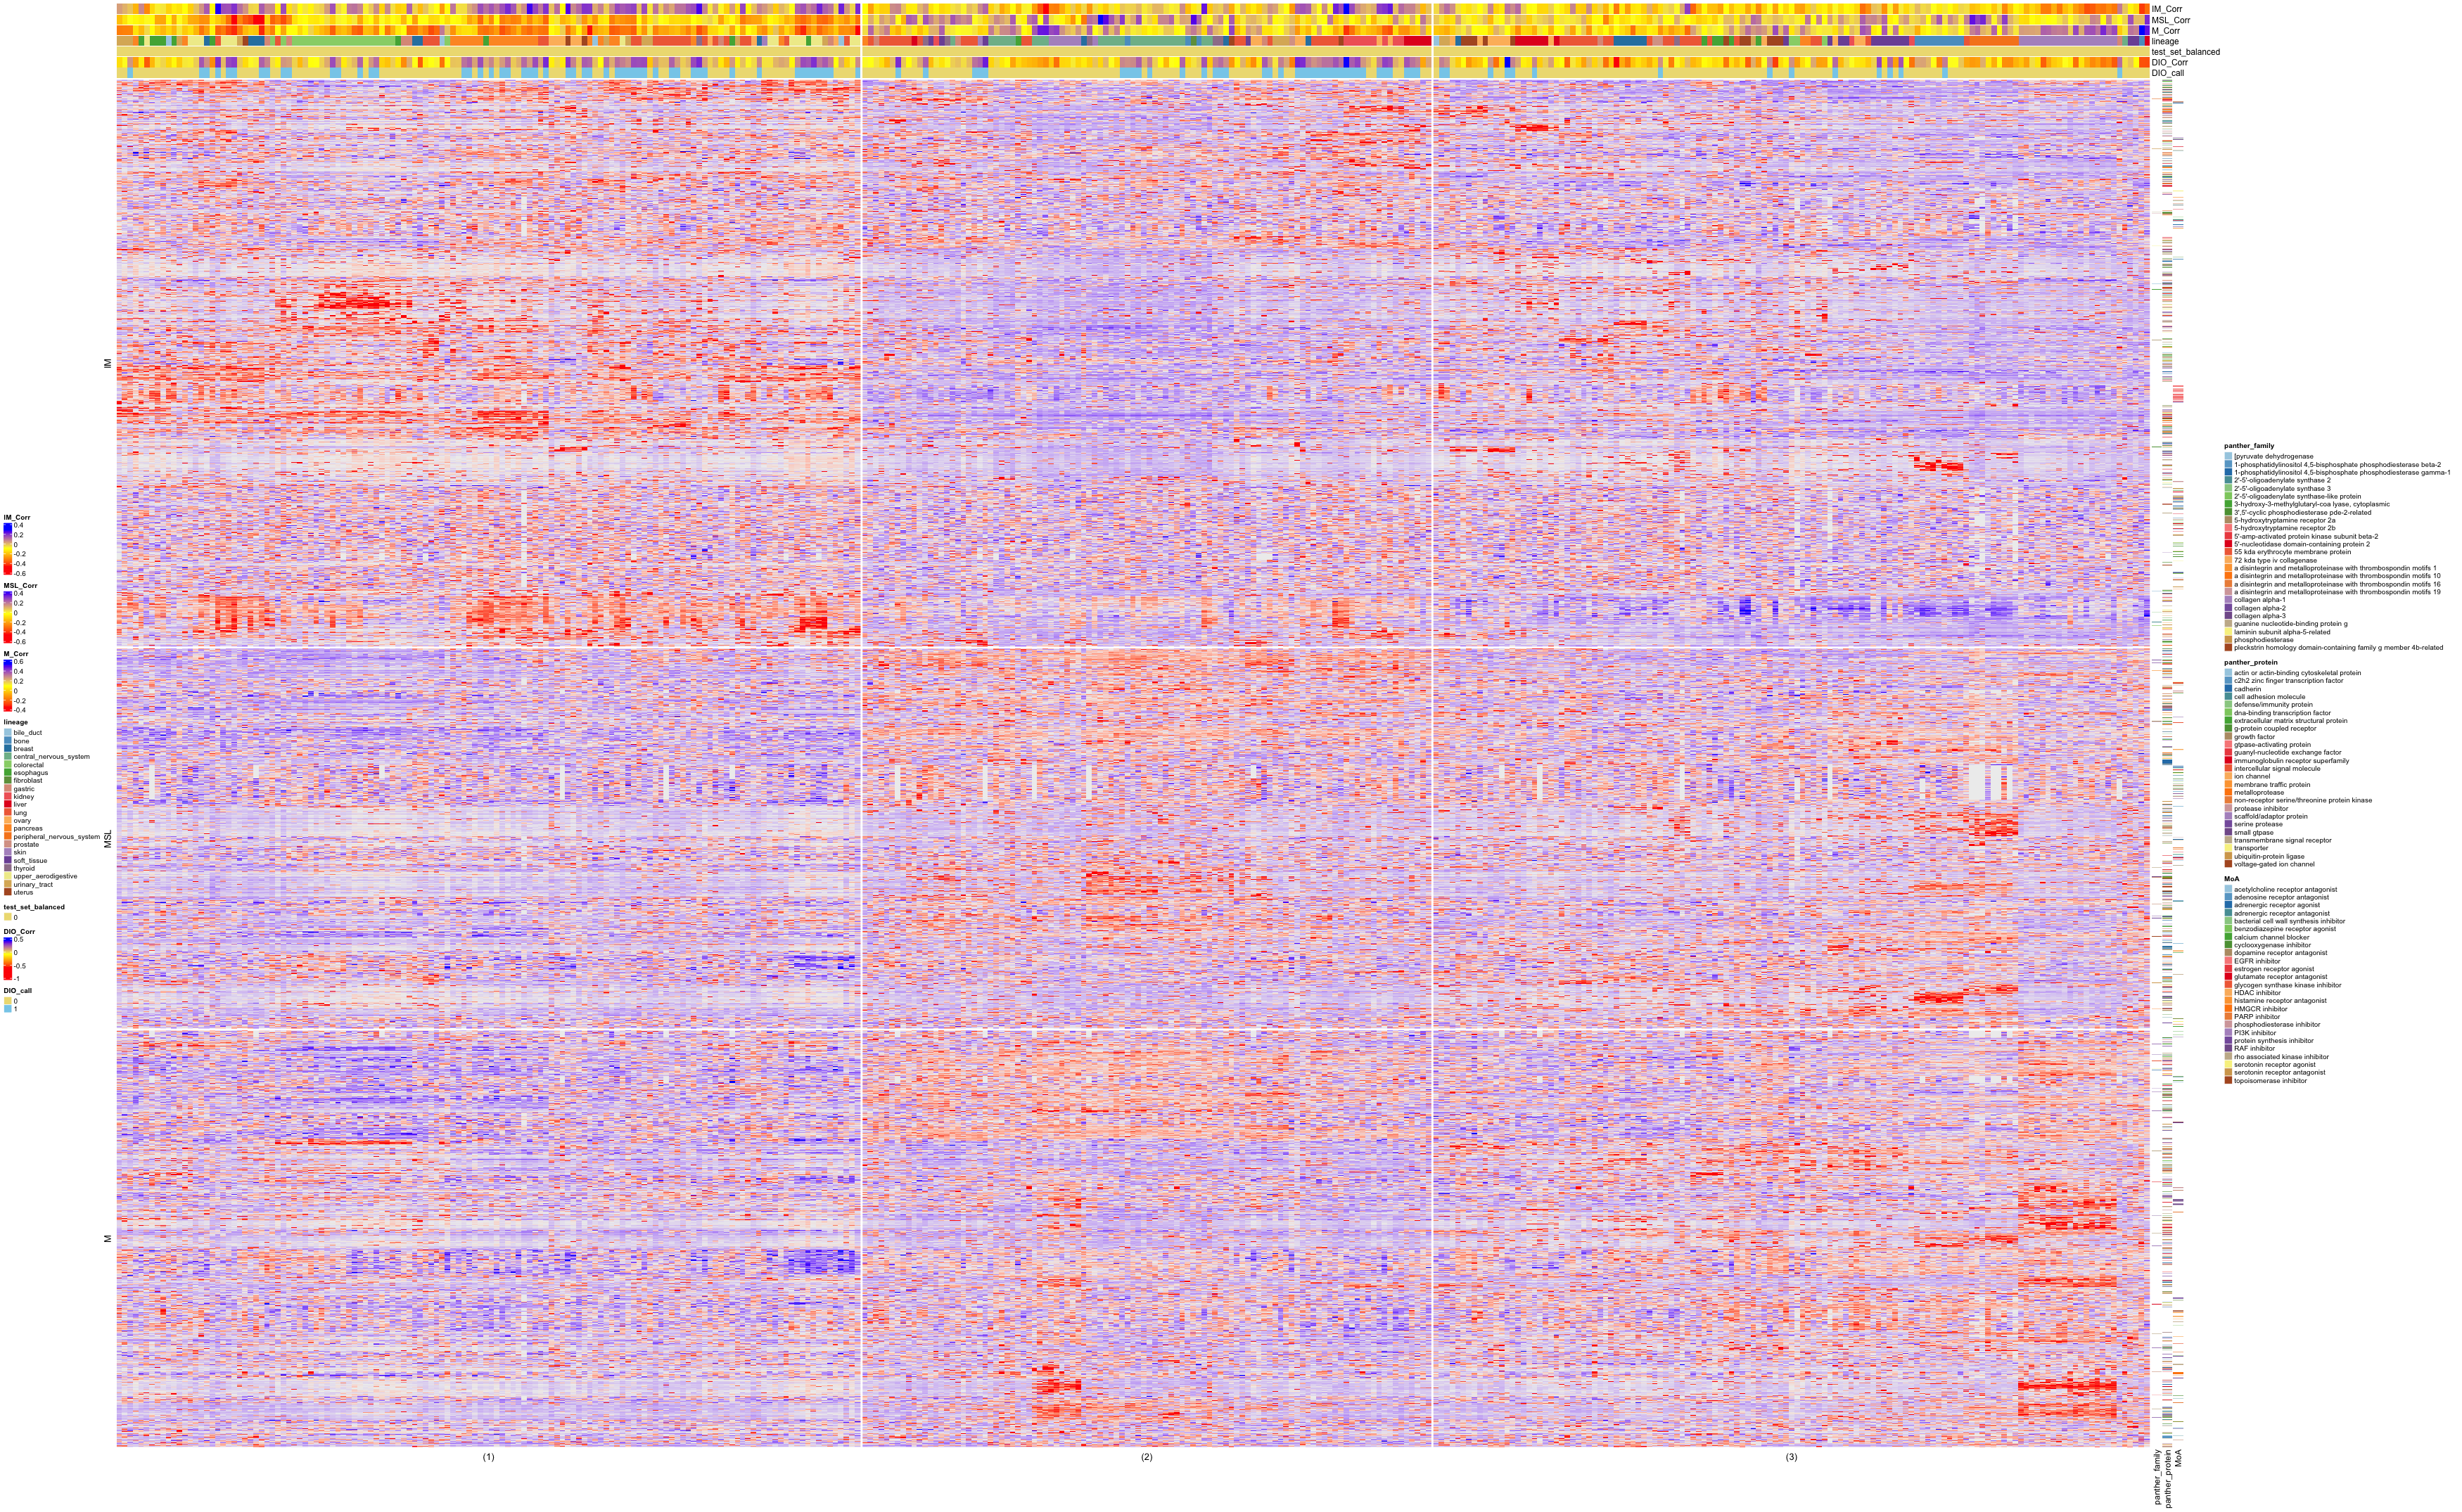 IM_Corr
MSL_Corr
M_Corr
lineage
test_set_balanced
DIO_Corr
DIO_call
IM
MSL
M
(1)
(2)
(3)
panther_family
panther_protein
MoA
IM_Corr
0.4
0.2
0
-0.2
-0.4
-0.6
MSL_Corr
0.4
0.2
0
-0.2
-0.4
-0.6
M_Corr
0.6
0.4
0.2
0
-0.2
-0.4
lineage
bile_duct
bone
breast
central_nervous_system
colorectal
esophagus
fibroblast
gastric
kidney
liver
lung
ovary
pancreas
peripheral_nervous_system
prostate
skin
soft_tissue
thyroid
upper_aerodigestive
urinary_tract
uterus
test_set_balanced
0
DIO_Corr
0.5
0
-0.5
-1
DIO_call
0
1
panther_family
[pyruvate dehydrogenase
1-phosphatidylinositol 4,5-bisphosphate phosphodiesterase beta-2
1-phosphatidylinositol 4,5-bisphosphate phosphodiesterase gamma-1
2'-5'-oligoadenylate synthase 2
2'-5'-oligoadenylate synthase 3
2'-5'-oligoadenylate synthase-like protein
3-hydroxy-3-methylglutaryl-coa lyase, cytoplasmic
3',5'-cyclic phosphodiesterase pde-2-related
5-hydroxytryptamine receptor 2a
5-hydroxytryptamine receptor 2b
5'-amp-activated protein kinase subunit beta-2
5'-nucleotidase domain-containing protein 2
55 kda erythrocyte membrane protein
72 kda type iv collagenase
a disintegrin and metalloproteinase with thrombospondin motifs 1
a disintegrin and metalloproteinase with thrombospondin motifs 10
a disintegrin and metalloproteinase with thrombospondin motifs 16
a disintegrin and metalloproteinase with thrombospondin motifs 19
collagen alpha-1
collagen alpha-2
collagen alpha-3
guanine nucleotide-binding protein g
laminin subunit alpha-5-related
phosphodiesterase
pleckstrin homology domain-containing family g member 4b-related
panther_protein
actin or actin-binding cytoskeletal protein
c2h2 zinc finger transcription factor
cadherin
cell adhesion molecule
defense/immunity protein
dna-binding transcription factor
extracellular matrix structural protein
g-protein coupled receptor
growth factor
gtpase-activating protein
guanyl-nucleotide exchange factor
immunoglobulin receptor superfamily
intercellular signal molecule
ion channel
membrane traffic protein
metalloprotease
non-receptor serine/threonine protein kinase
protease inhibitor
scaffold/adaptor protein
serine protease
small gtpase
transmembrane signal receptor
transporter
ubiquitin-protein ligase
voltage-gated ion channel
MoA
acetylcholine receptor antagonist
adenosine receptor antagonist
adrenergic receptor agonist
adrenergic receptor antagonist
bacterial cell wall synthesis inhibitor
benzodiazepine receptor agonist
calcium channel blocker
cyclooxygenase inhibitor
dopamine receptor antagonist
EGFR inhibitor
estrogen receptor agonist
glutamate receptor antagonist
glycogen synthase kinase inhibitor
HDAC inhibitor
histamine receptor antagonist
HMGCR inhibitor
PARP inhibitor
phosphodiesterase inhibitor
PI3K inhibitor
protein synthesis inhibitor
RAF inhibitor
rho associated kinase inhibitor
serotonin receptor agonist
serotonin receptor antagonist
topoisomerase inhibitor